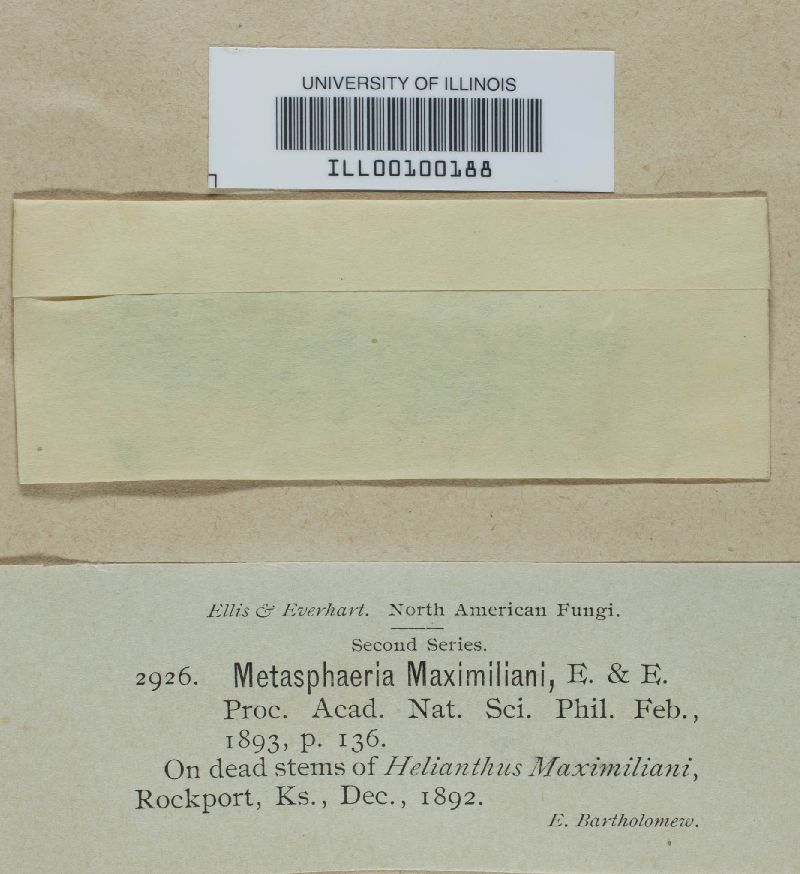 UNIVERSITY OF ILLINOIS
ILL00100188
Ellis & Everhart. North American Fungi.
Second Series.
2926. Metasphaeria Maximiliani, E. & E.
Proc. Acad. Nat. Sci. Phil. Feb.,
1893, p. 136.
On dead stems of Helianthus Maximiliani,
Rockport, Ks., Dec., 1892.
E. Bartholomew.